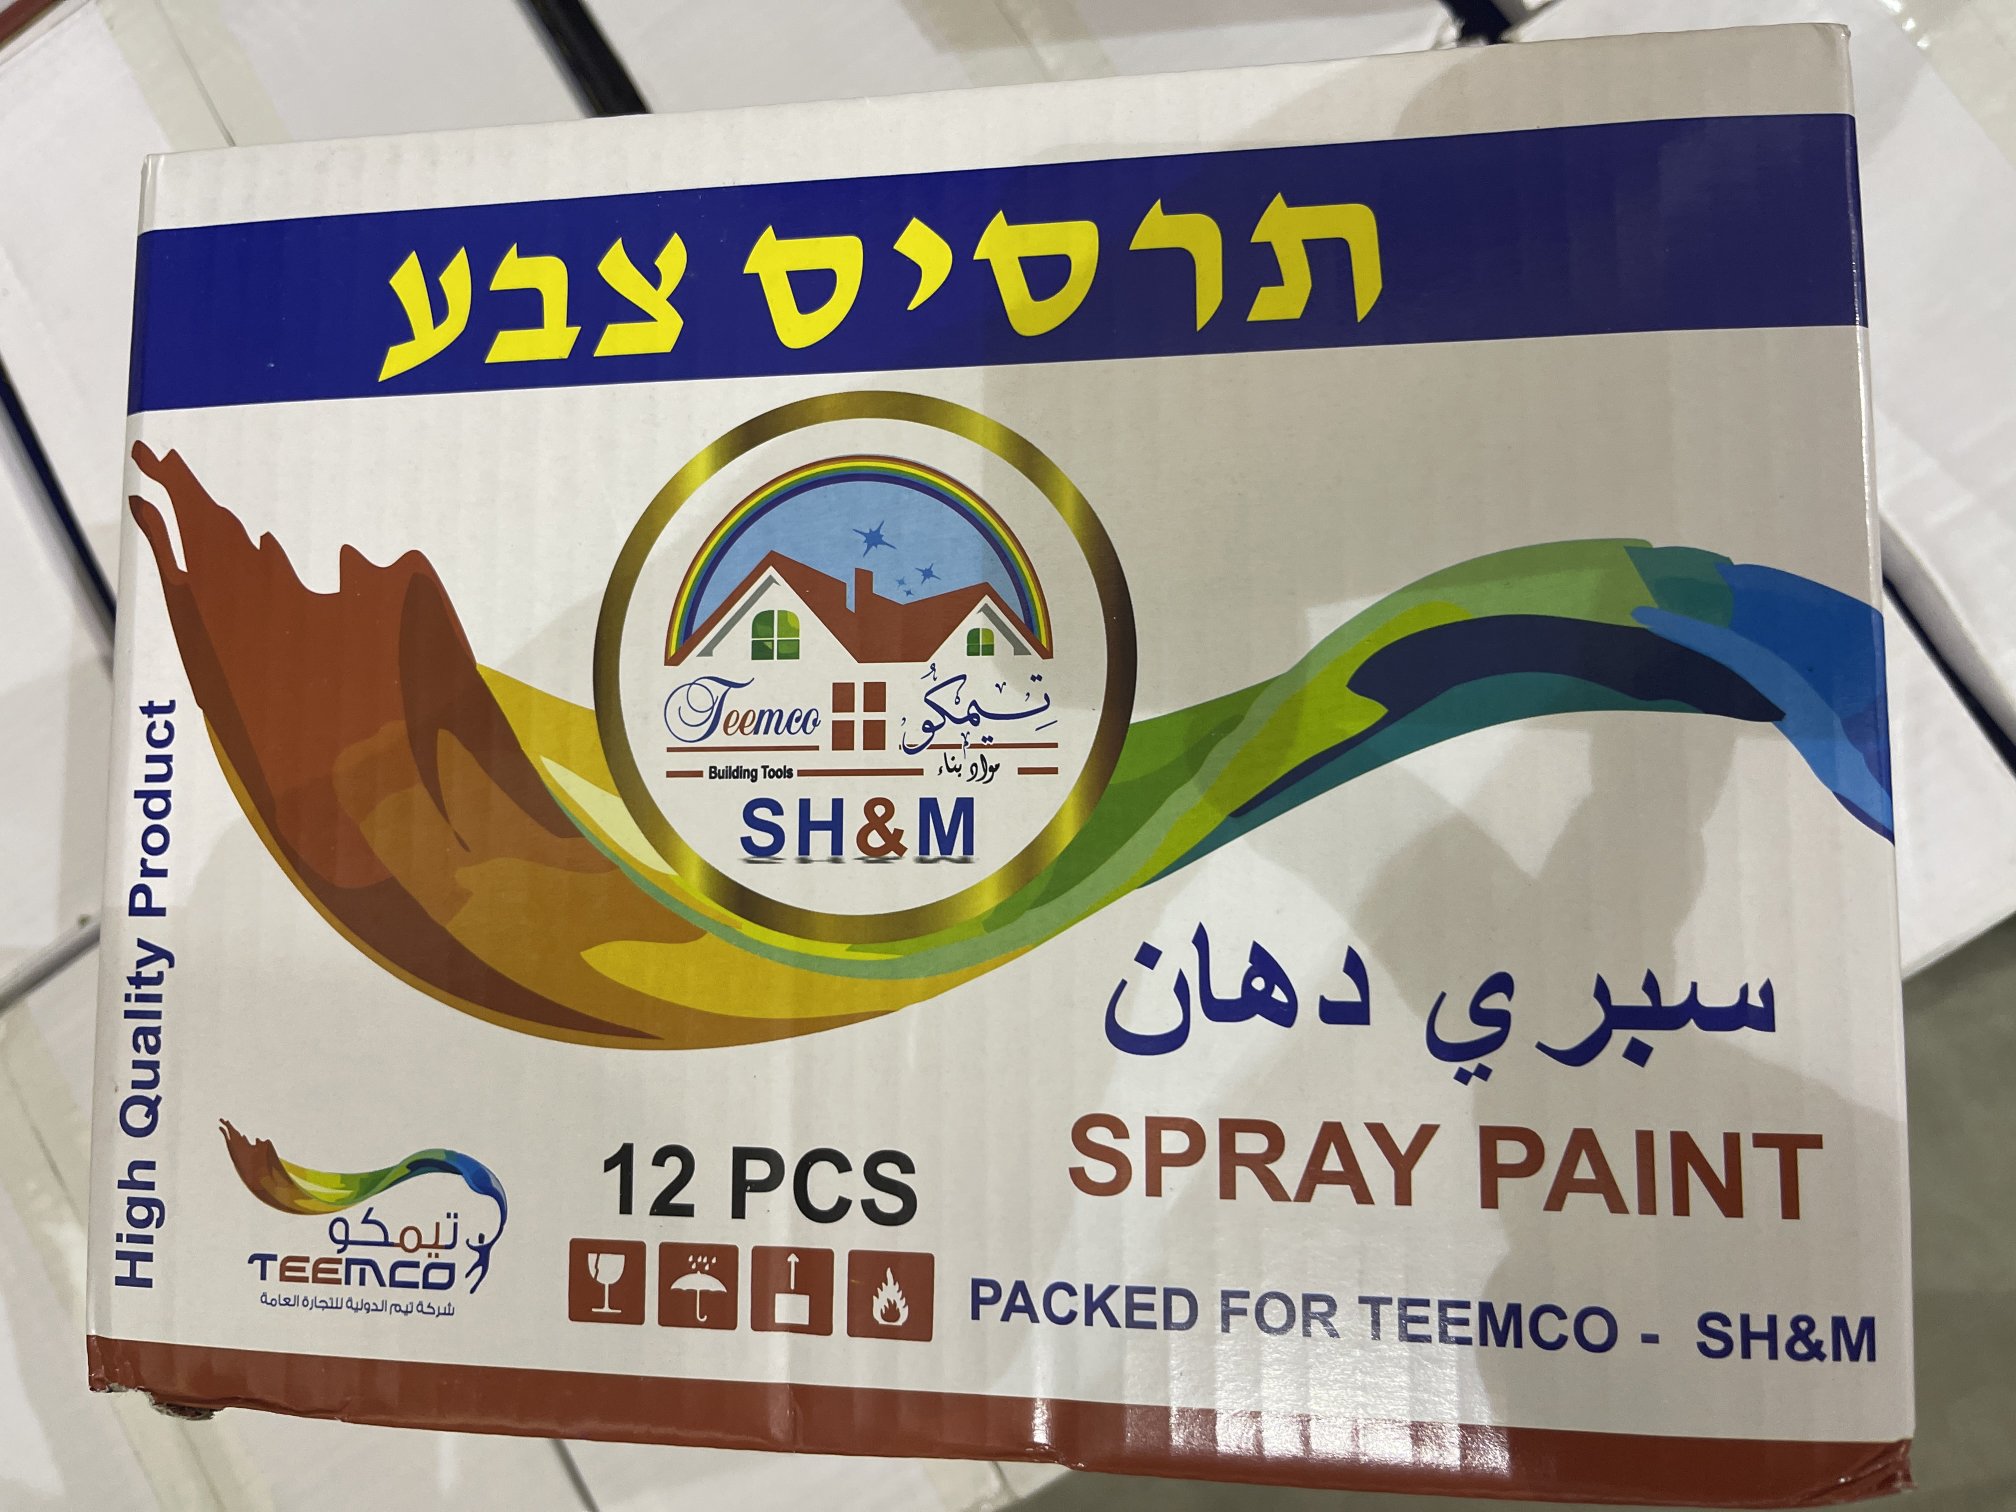 תרסיס צבע
Teemco تيمكو
Building Tools مواد بناء
SH&M
High Quality Product
سبري دهان
SPRAY PAINT
12 PCS
تيمكو
TEEMCO
شركة تيم الدولية للتجارة العامة
PACKED FOR TEEMCO - SH&M